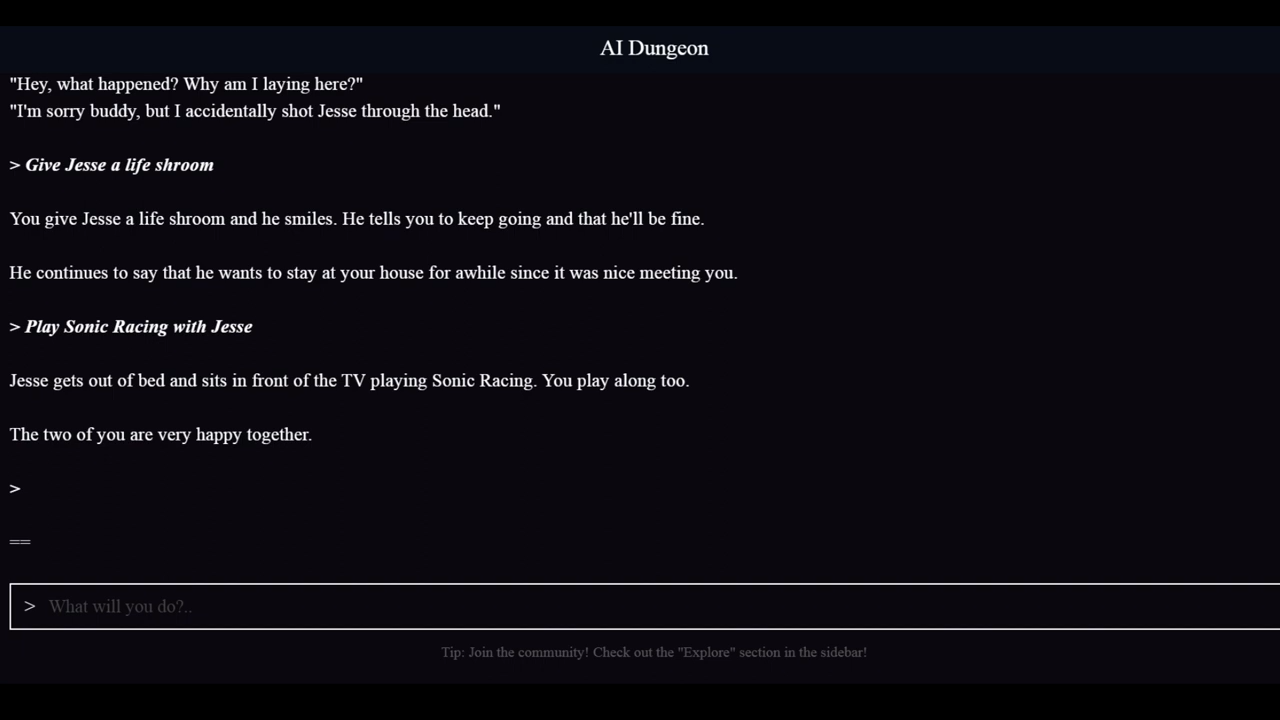 AI Dungeon
"Hey, what happened? Why am I laying here?"
"I'm sorry buddy, but I accidentally shot Jesse through the head."
> Give Jesse a life shroom
You give Jesse a life shroom and he smiles. He tells you to keep going and that he'll be fine.
He continues to say that he wants to stay at your house for awhile since it was nice meeting you.
> Play Sonic Racing with Jesse
Jesse gets out of bed and sits in front of the TV playing Sonic Racing. You play along too.
The two of you are very happy together.
>
==
> What will you do?..
Tip: Join the community! Check out the "Explore" section in the sidebar!